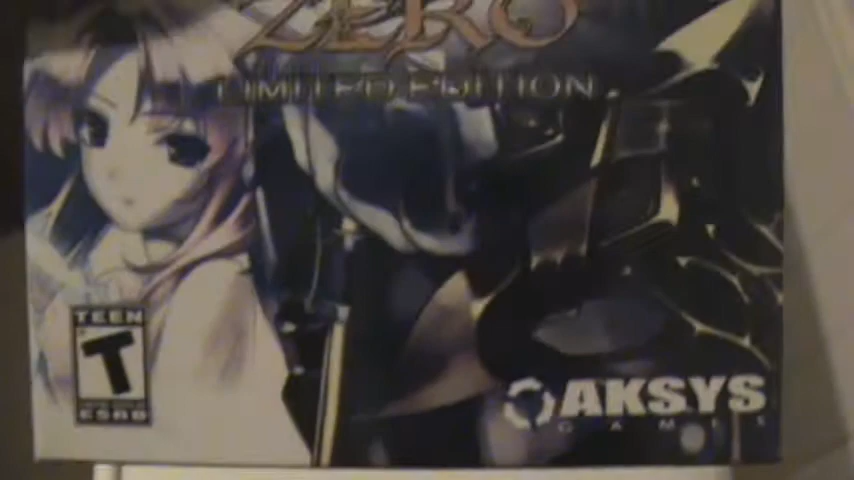 ZERO
LIMITED EDITION
TEEN
T
ESRB
AKSYS
GAMES